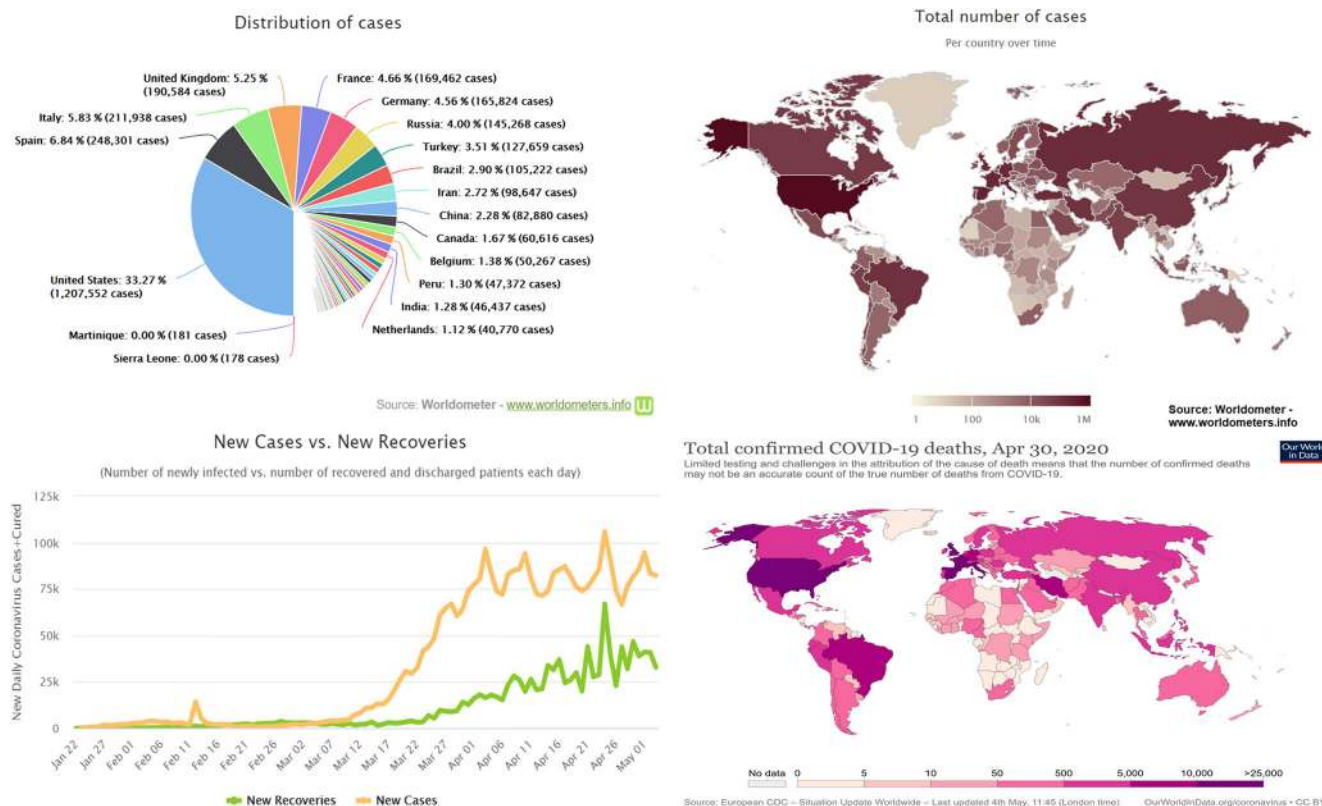 Distribution of cases
United Kingdom: 5.25 %
(190,584 cases)
Italy: 5.83 % (211,938 cases)
Spain: 6.84 % (248,301 cases)
France: 4.66 % (169,462 cases)
Germany: 4.56 % (165,824 cases)
Russia: 4.00 % (145,268 cases)
Turkey: 3.51 % (127,659 cases)
Brazil: 2.90 % (105,222 cases)
Iran: 2.72 % (98,647 cases)
China: 2.28 % (82,880 cases)
Canada: 1.67 % (60,616 cases)
Belgium: 1.38 % (50,267 cases)
Peru: 1.30 % (47,372 cases)
India: 1.28 % (46,437 cases)
Netherlands: 1.12 % (40,770 cases)
United States: 33.27 %
(1,207,552 cases)
Martinique: 0.00 % (181 cases)
Sierra Leone: 0.00 % (178 cases)
Source: Worldometer - www.worldometers.info W
Total number of cases
Per country over time
1 100 10k 1M
Source: Worldometer -
www.worldometers.info
New Cases vs. New Recoveries
(Number of newly infected vs. number of recovered and discharged patients each day)
New Daily Coronavirus Cases+Cured
125k
100k
75k
50k
25k
0
Jan 22 Jan 27 Feb 01 Feb 06 Feb 11 Feb 16 Feb 21 Feb 26 Mar 02 Mar 07 Mar 12 Mar 17 Mar 22 Mar 27 Apr 01 Apr 06 Apr 11 Apr 16 Apr 21 Apr 26 May 01
New Recoveries New Cases
Total confirmed COVID-19 deaths, Apr 30, 2020
Our World
in Data
Limited testing and challenges in the attribution of the cause of death means that the number of confirmed deaths
may not be an accurate count of the true number of deaths from COVID-19.
No data 0 5 10 50 500 5,000 10,000 >25,000
Source: European CDC – Situation Update Worldwide – Last updated 4th May, 11:45 (London time) OurWorldInData.org/coronavirus • CC BY